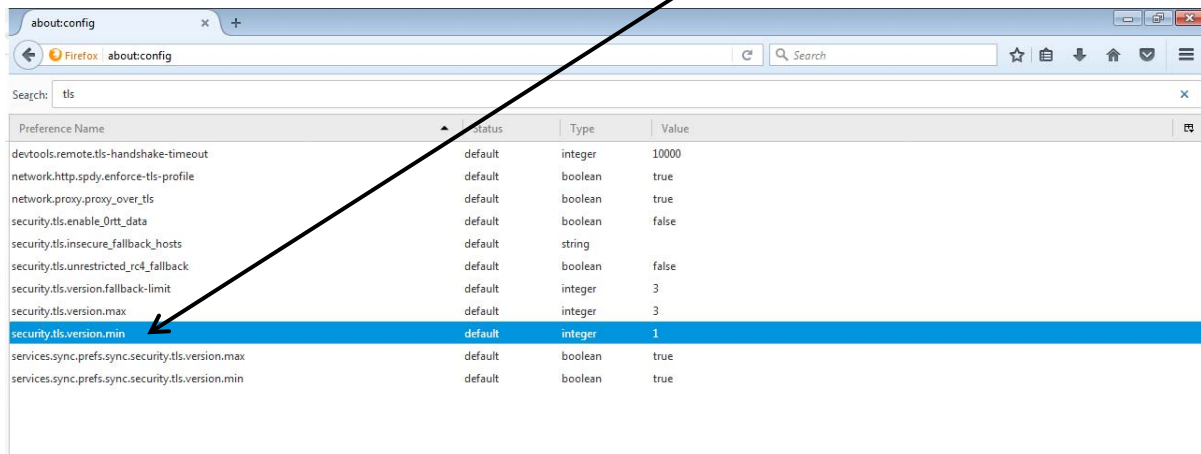 about:config
Firefox about:config Search
Search: tls
Preference Name Status Type Value
devtools.remote.tls-handshake-timeout default integer 10000
network.http.spdy.enforce-tls-profile default boolean true
network.proxy.proxy_over_tls default boolean true
security.tls.enable_0rtt_data default boolean false
security.tls.insecure_fallback_hosts default string
security.tls.unrestricted_rc4_fallback default boolean false
security.tls.version.fallback-limit default integer 3
security.tls.version.max default integer 3
security.tls.version.min default integer 1
services.sync.prefs.sync.security.tls.version.max default boolean true
services.sync.prefs.sync.security.tls.version.min default boolean true